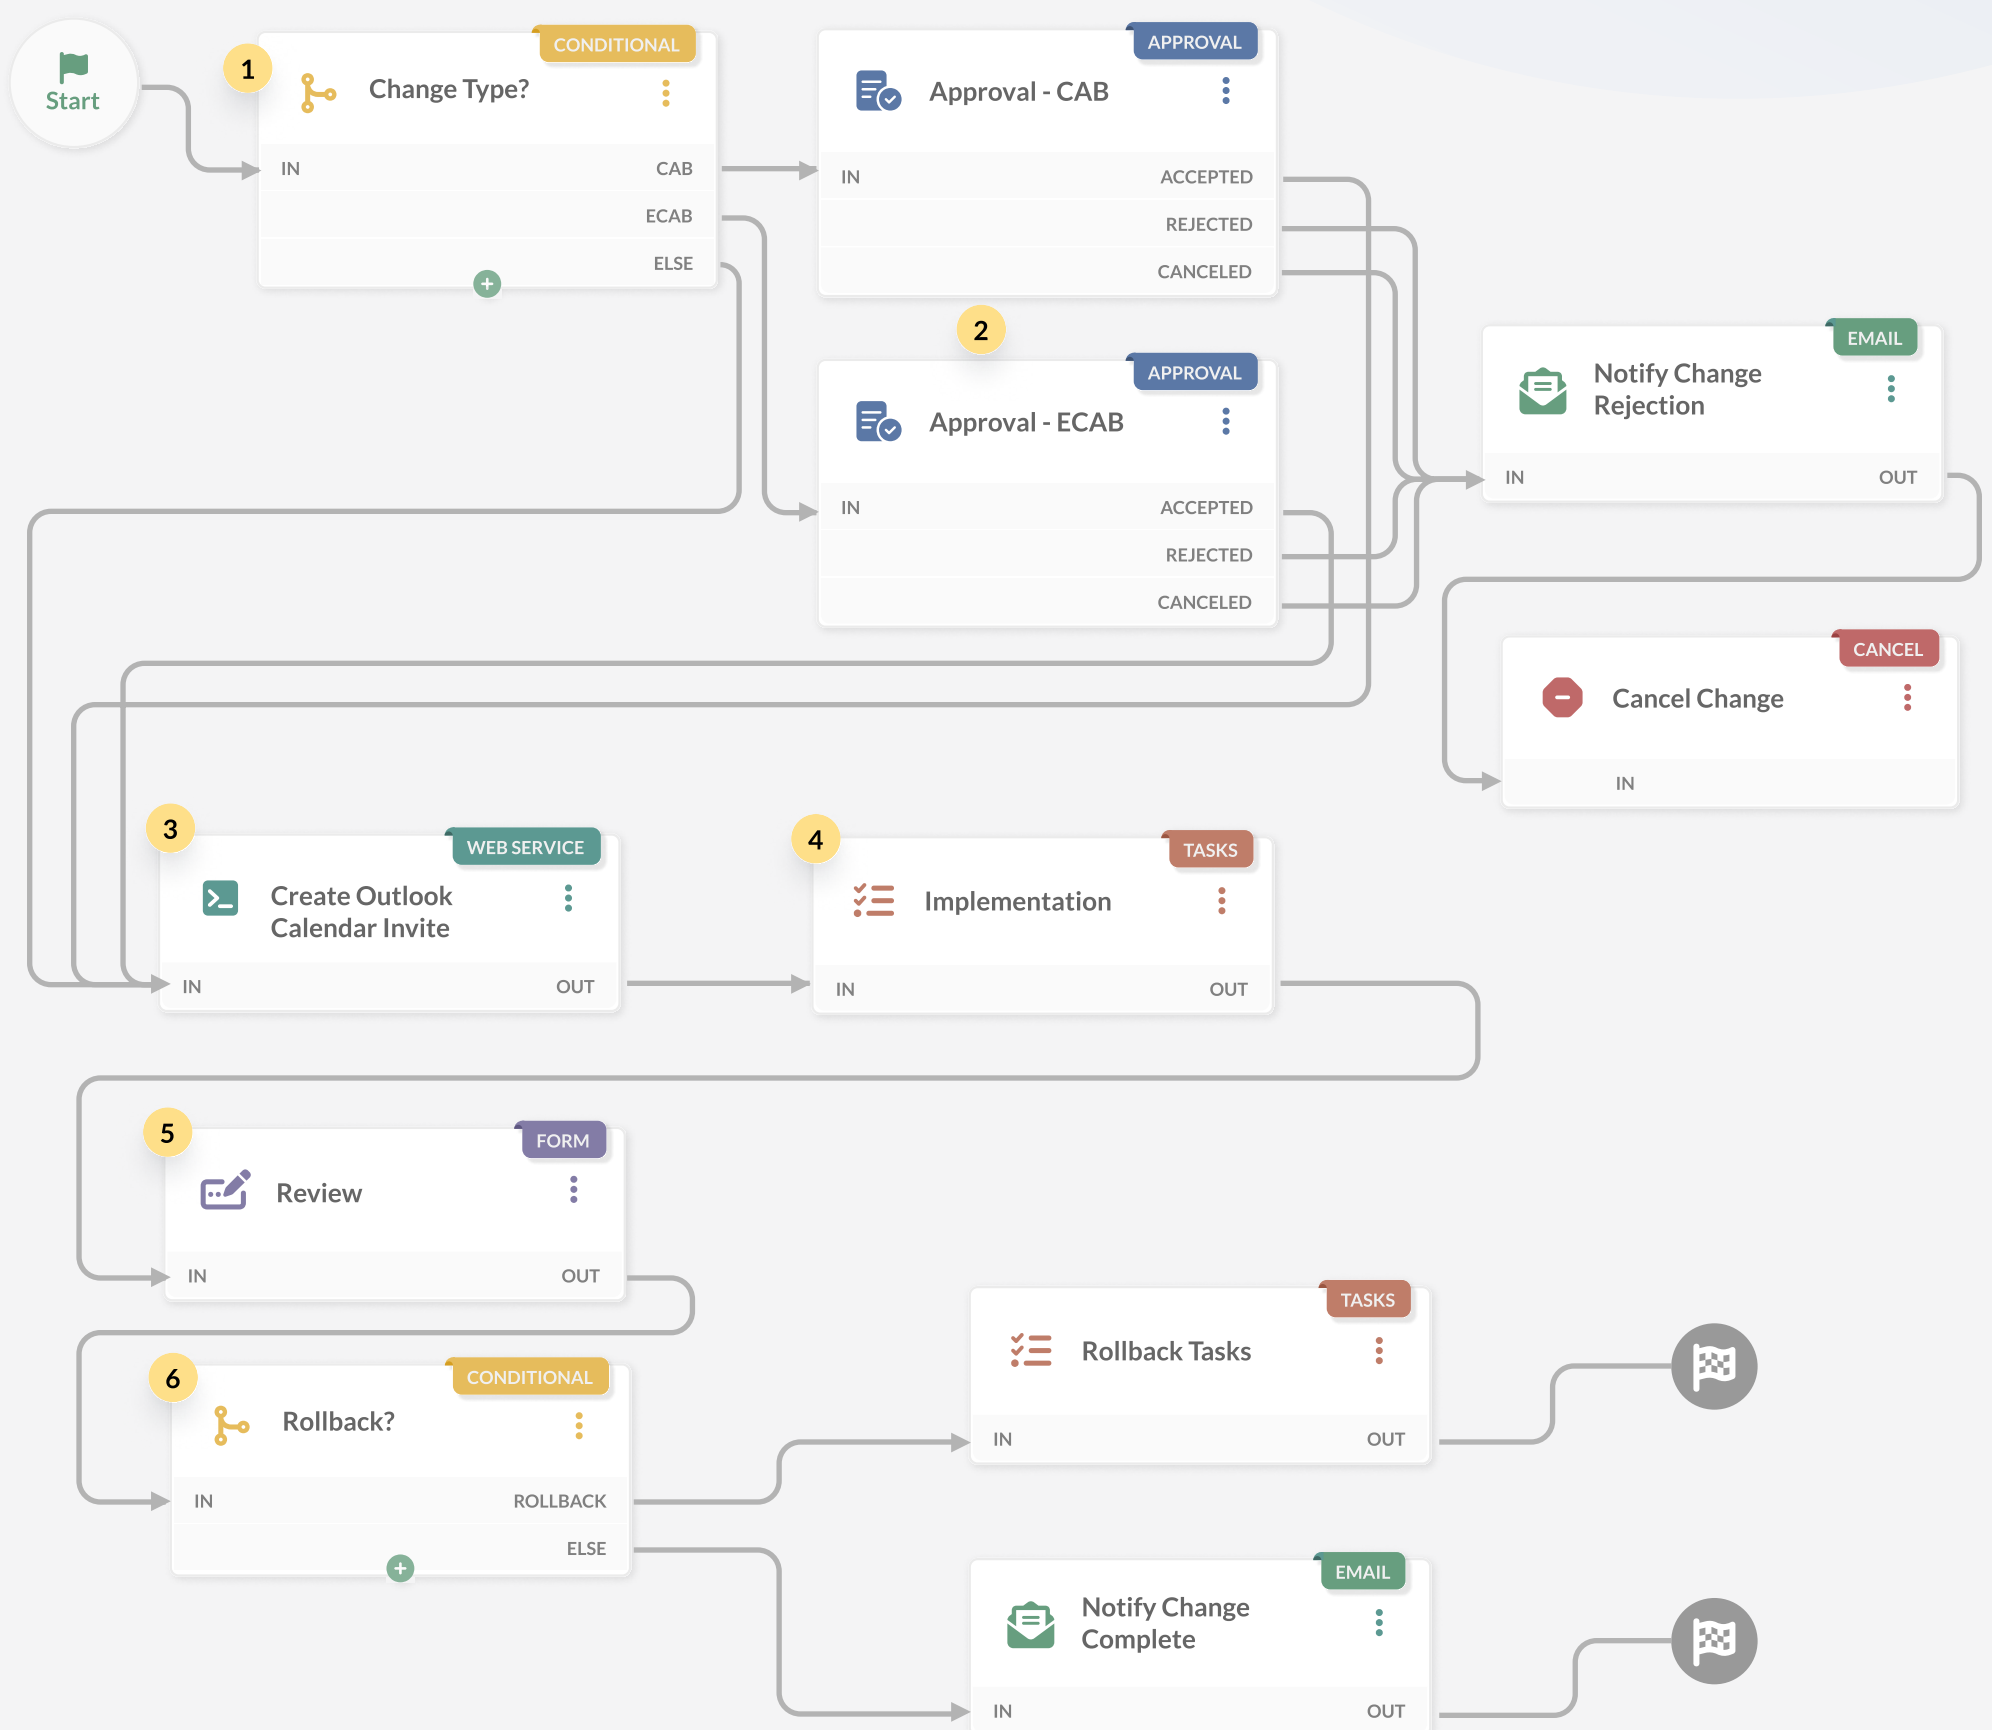 Start
1
CONDITIONAL
Change Type?
IN
CAB
ECAB
ELSE
APPROVAL
Approval - CAB
IN
ACCEPTED
REJECTED
CANCELED
2
APPROVAL
Approval - ECAB
IN
ACCEPTED
REJECTED
CANCELED
EMAIL
Notify Change
Rejection
IN
OUT
CANCEL
Cancel Change
IN
3
WEB SERVICE
Create Outlook
Calendar Invite
IN
OUT
4
TASKS
Implementation
IN
OUT
5
FORM
Review
IN
OUT
6
CONDITIONAL
Rollback?
IN
ROLLBACK
ELSE
TASKS
Rollback Tasks
IN
OUT
EMAIL
Notify Change
Complete
IN
OUT